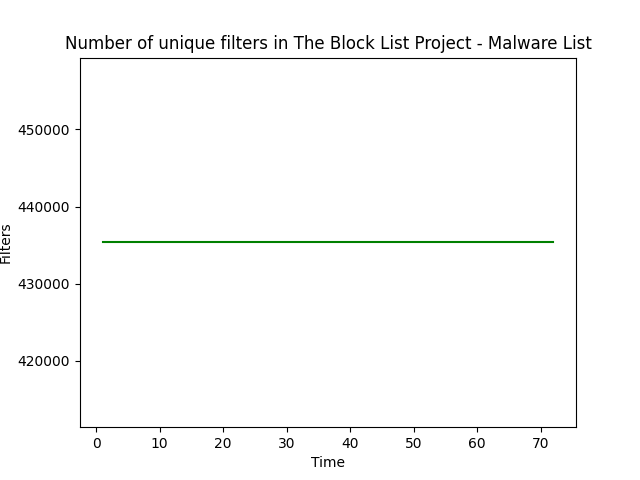 Number of unique filters in The Block List Project - Malware List
450000
440000
430000
420000
Filters
0 10 20 30 40 50 60 70
Time